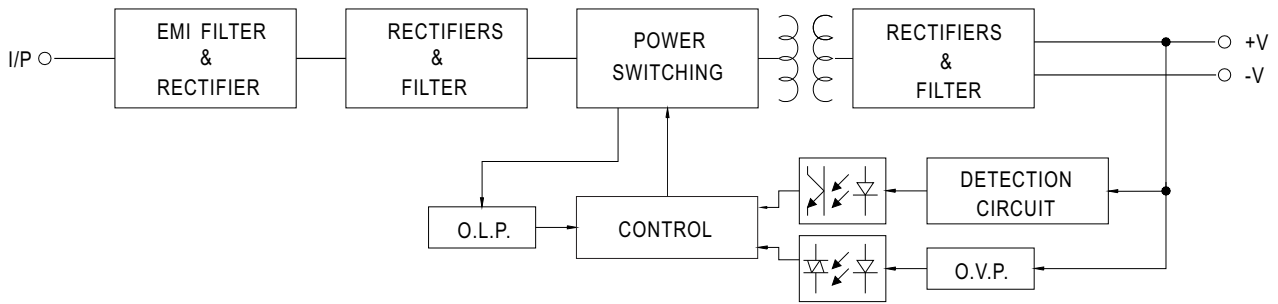 I/P
EMI FILTER
&
RECTIFIER
RECTIFIERS
&
FILTER
POWER
SWITCHING
RECTIFIERS
&
FILTER
+V
-V
O.L.P.
CONTROL
DETECTION
CIRCUIT
O.V.P.